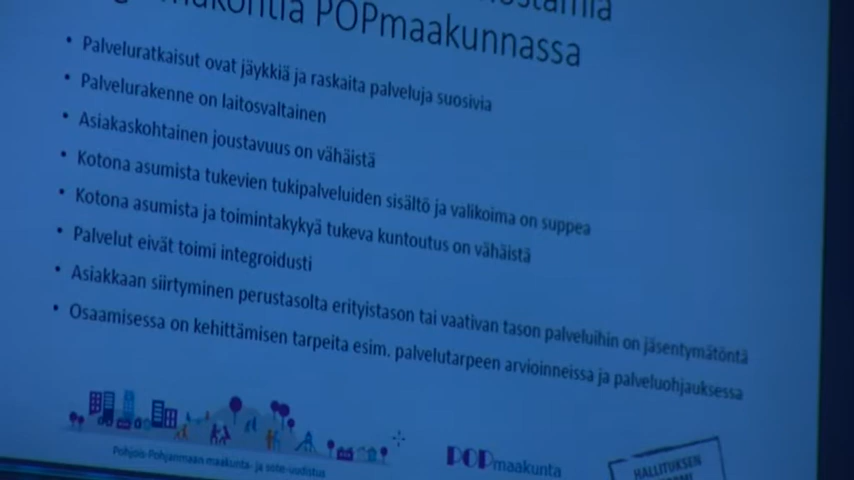 POPmaakunnassa
• Palveluratkaisut ovat jäykkiä ja raskaita palveluja suosivia
• Palvelurakenne on laitosvaltainen
• Asiakaskohtainen joustavuus on vähäistä
• Kotona asumista tukevien tukipalveluiden sisältö ja valikoima on suppea
• Kotona asumista ja toimintakykyä tukeva kuntoutus on vähäistä
• Palvelut eivät toimi integroidusti
• Asiakkaan siirtyminen perustasolta erityistason tai vaativan tason palveluihin on jäsentymätöntä
• Osaamisessa on kehittämisen tarpeita esim. palvelutarpeen arvioinneissa ja palveluohjauksessa
Pohjois-Pohjanmaan maakunta- ja sote-uudistus
POPmaakunta
HALLITUKSEN